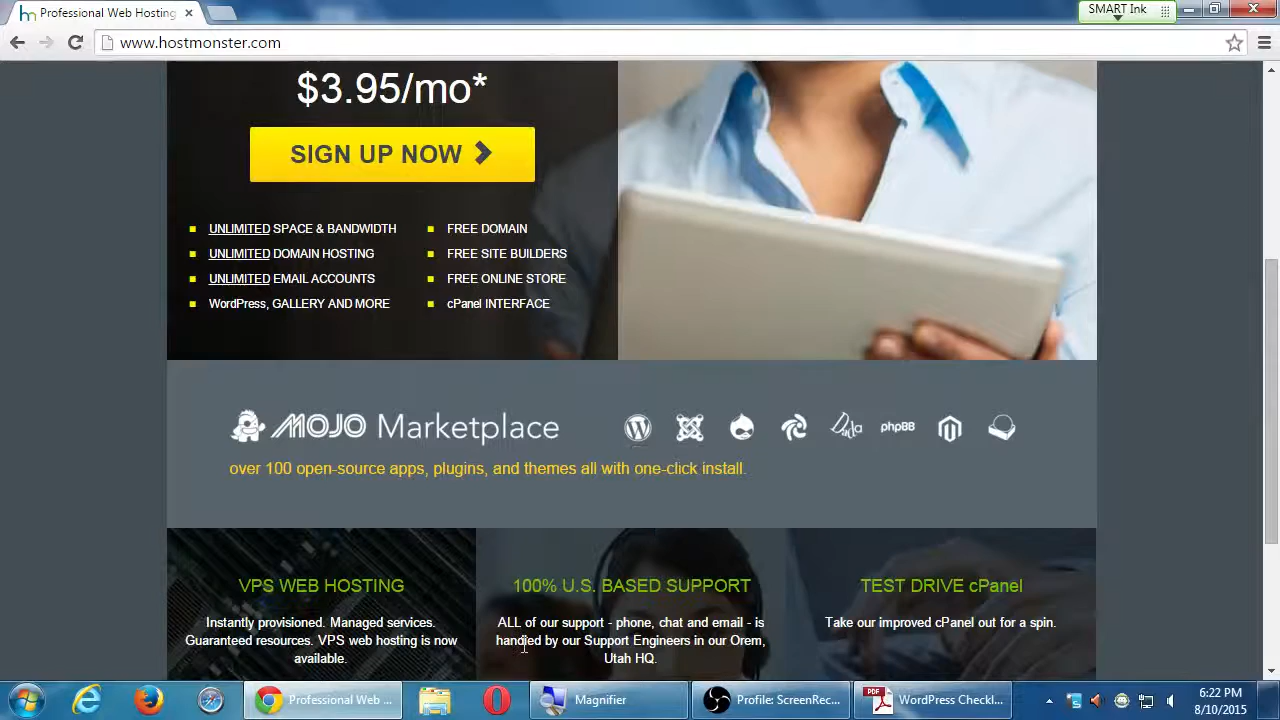 Professional Web Hosting
SMART Ink
www.hostmonster.com
$3.95/mo*
SIGN UP NOW
UNLIMITED SPACE & BANDWIDTH
UNLIMITED DOMAIN HOSTING
UNLIMITED EMAIL ACCOUNTS
WordPress, GALLERY AND MORE
FREE DOMAIN
FREE SITE BUILDERS
FREE ONLINE STORE
cPanel INTERFACE
MOJO Marketplace
phpBB
over 100 open-source apps, plugins, and themes all with one-click install.
VPS WEB HOSTING
Instantly provisioned. Managed services.
Guaranteed resources. VPS web hosting is now
available.
100% U.S. BASED SUPPORT
ALL of our support - phone, chat and email - is
handled by our Support Engineers in our Orem,
Utah HQ.
TEST DRIVE cPanel
Take our improved cPanel out for a spin.
Professional Web ...
Magnifier
Profile: ScreenRec...
WordPress Checkl...
6:22 PM
8/10/2015